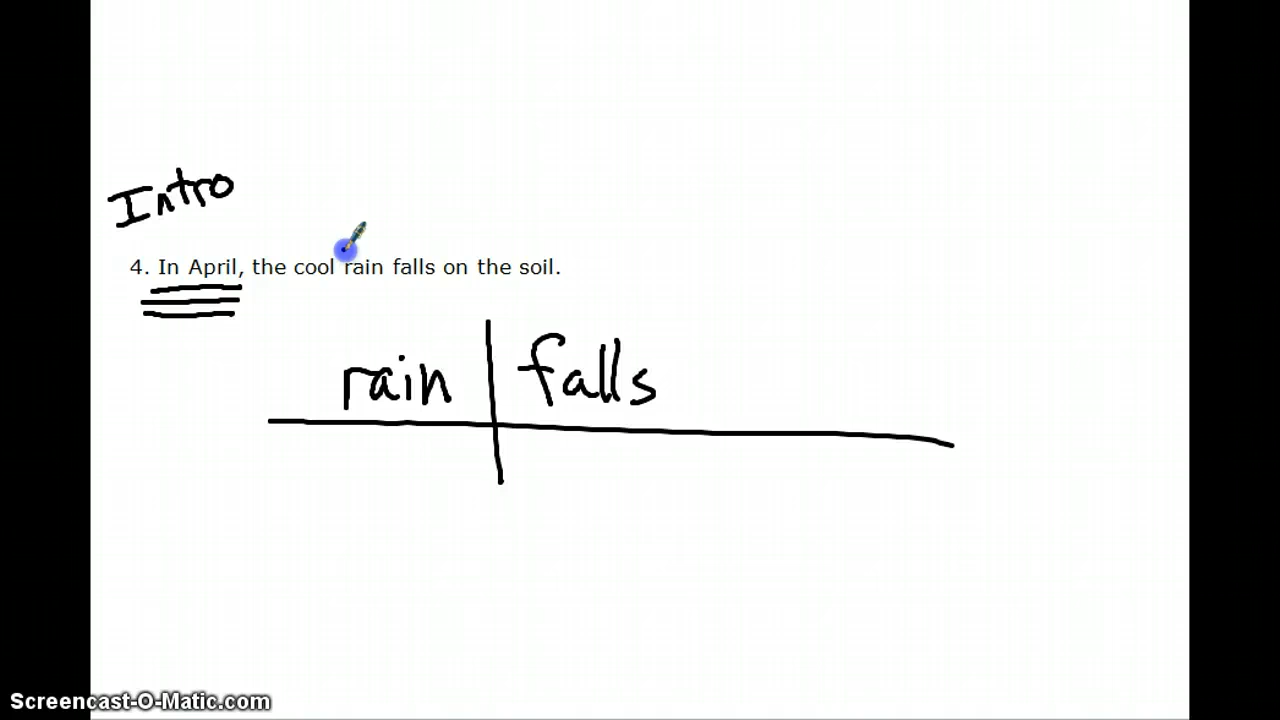 Intro
4. In April, the cool rain falls on the soil.
rain falls
Screencast-O-Matic.com